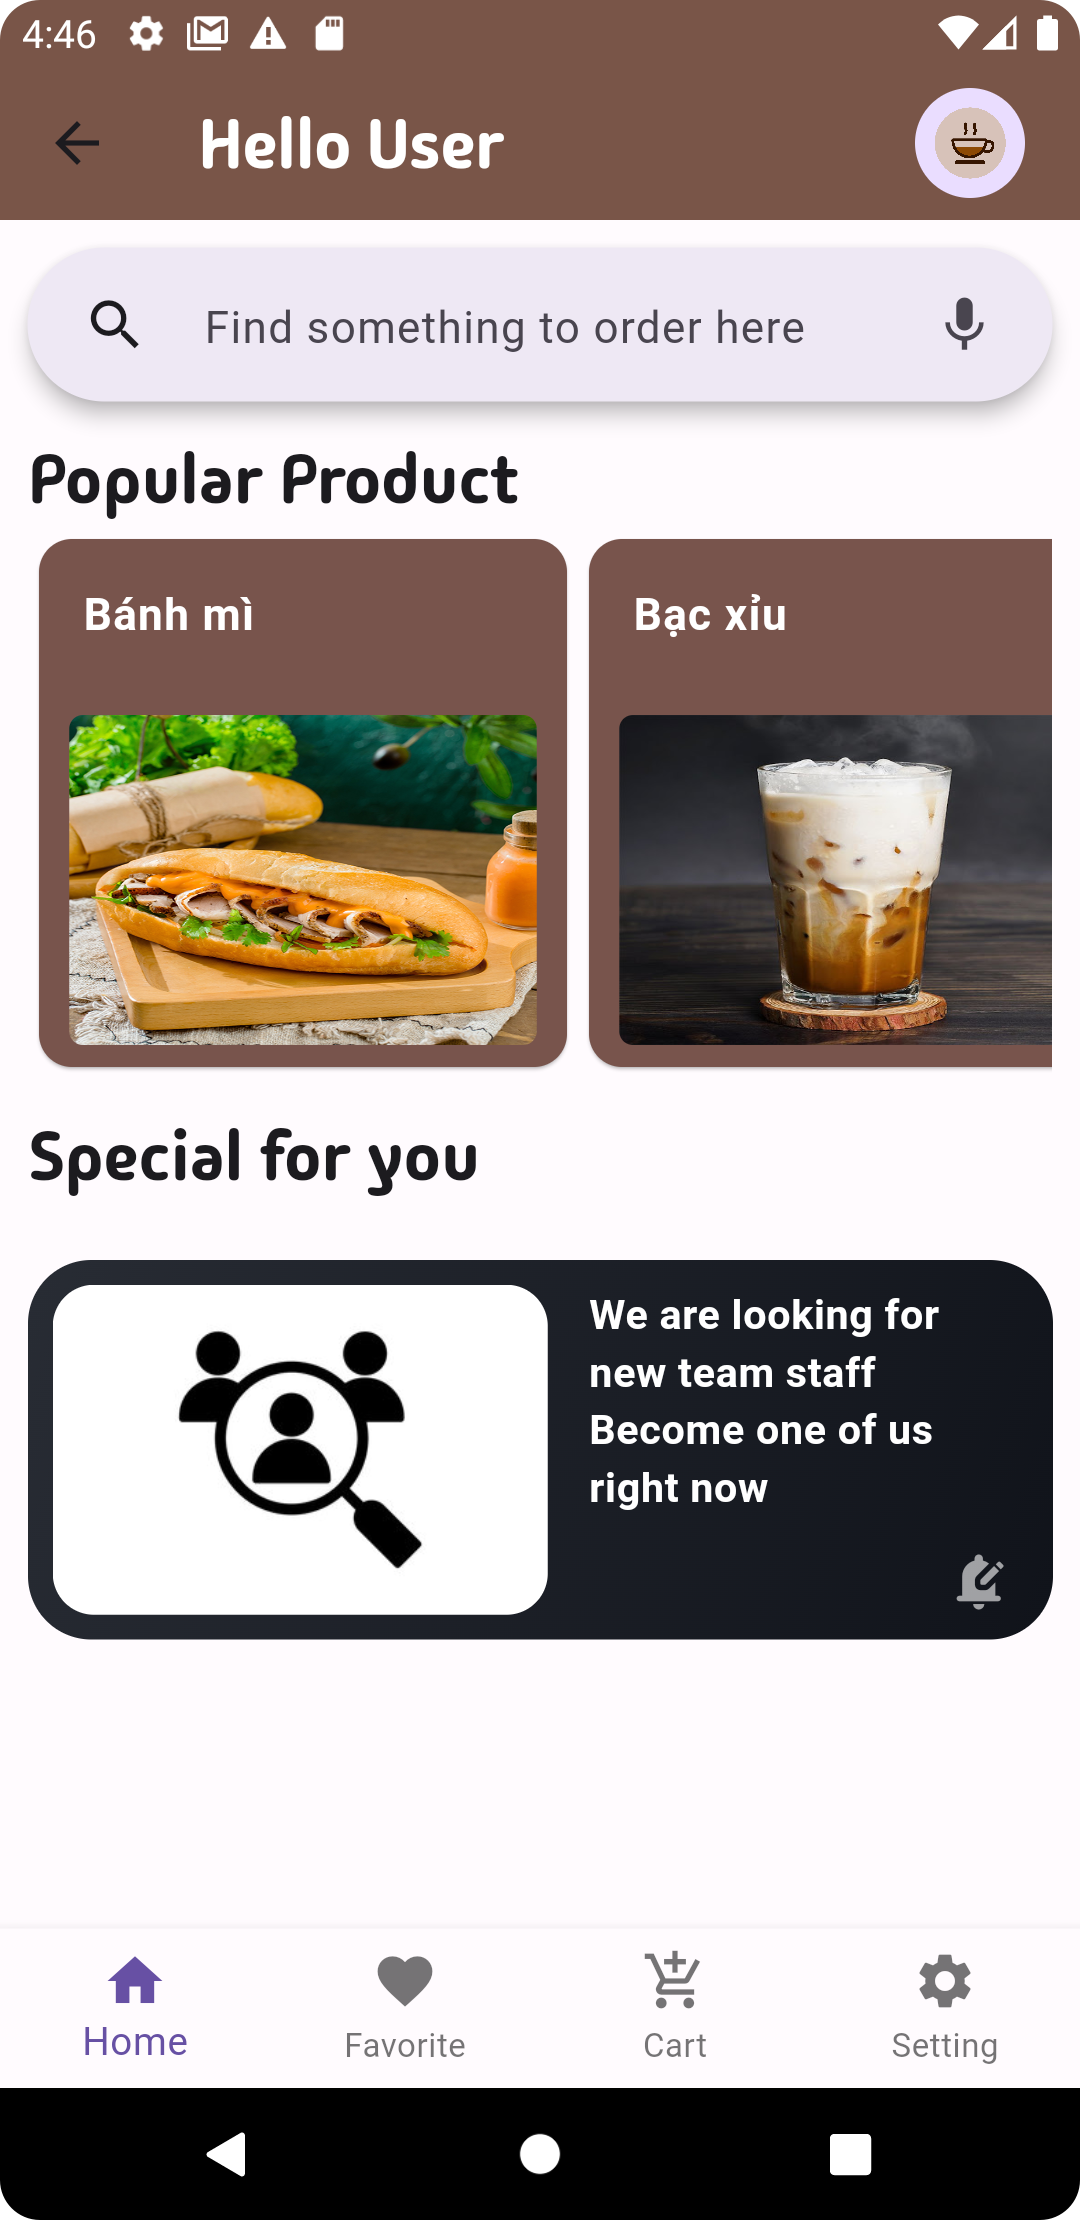 4:46
Hello User
Find something to order here
Popular Product
Bánh mì
Bạc xỉu
Special for you
We are looking for
new team staff
Become one of us
right now
Home
Favorite
Cart
Setting